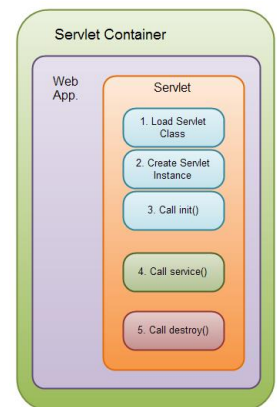 Servlet Container
Web
App.
Servlet
1. Load Servlet
Class
2. Create Servlet
Instance
3. Call init()
4. Call service()
5. Call destroy()